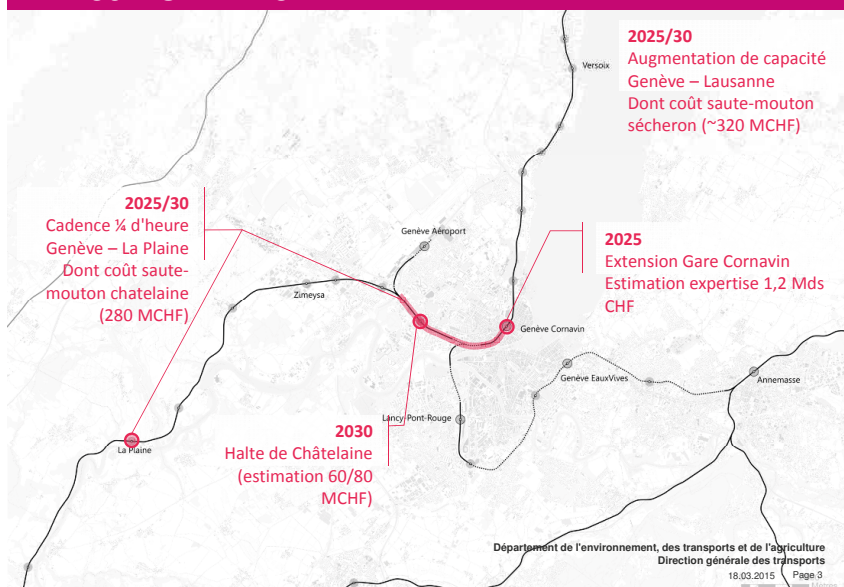 2025/30
Augmentation de capacité
Genève – Lausanne
Dont coût saute-mouton
sécheron (~320 MCHF)
Versoix
2025/30
Cadence ¼ d'heure
Genève – La Plaine
Dont coût saute-
mouton chatelaine
(280 MCHF)
Genève Aéroport
2025
Extension Gare Cornavin
Estimation expertise 1,2 Mds
CHF
Zimeysa
Genève Cornavin
Genève EauxVives
Annemasse
Lancy-Pont-Rouge
2030
Halte de Châtelaine
(estimation 60/80
MCHF)
La Plaine
Département de l'environnement, des transports et de l'agriculture
Direction générale des transports
18.03.2015 Page 3